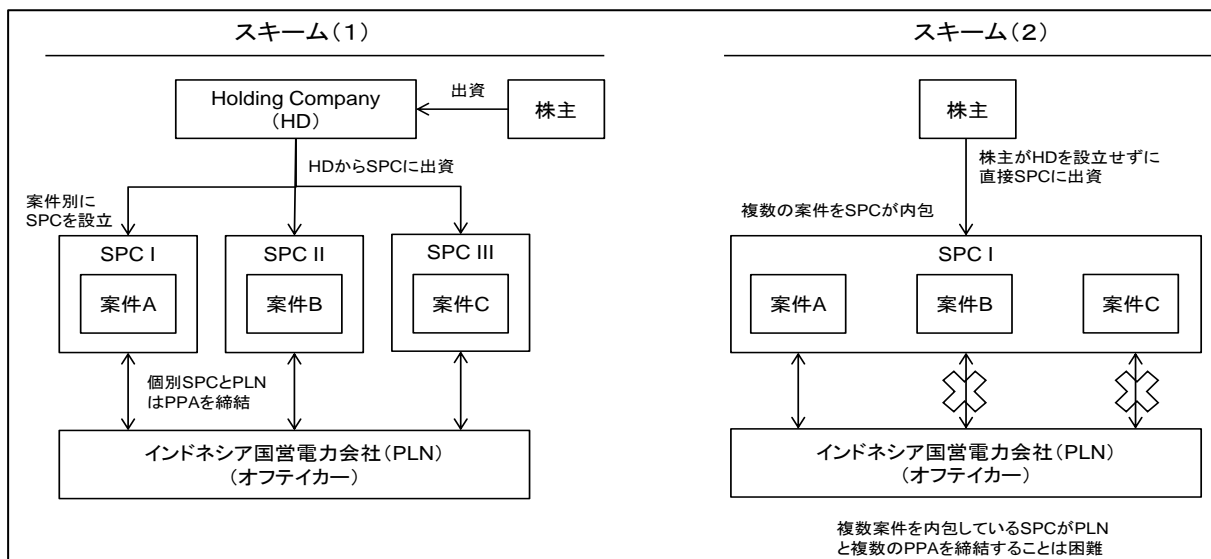 スキーム(1)
Holding Company
(HD)
出資
株主
HDからSPCに出資
案件別に
SPCを設立
SPC I
案件A
SPC II
案件B
SPC III
案件C
個別SPCとPLN
はPPAを締結
インドネシア国営電力会社(PLN)
(オフテイカー)
スキーム(2)
株主
株主がHDを設立せずに
直接SPCに出資
複数の案件をSPCが内包
SPC I
案件A
案件B
案件C
インドネシア国営電力会社(PLN)
(オフテイカー)
複数案件を内包しているSPCがPLN
と複数のPPAを締結することは困難